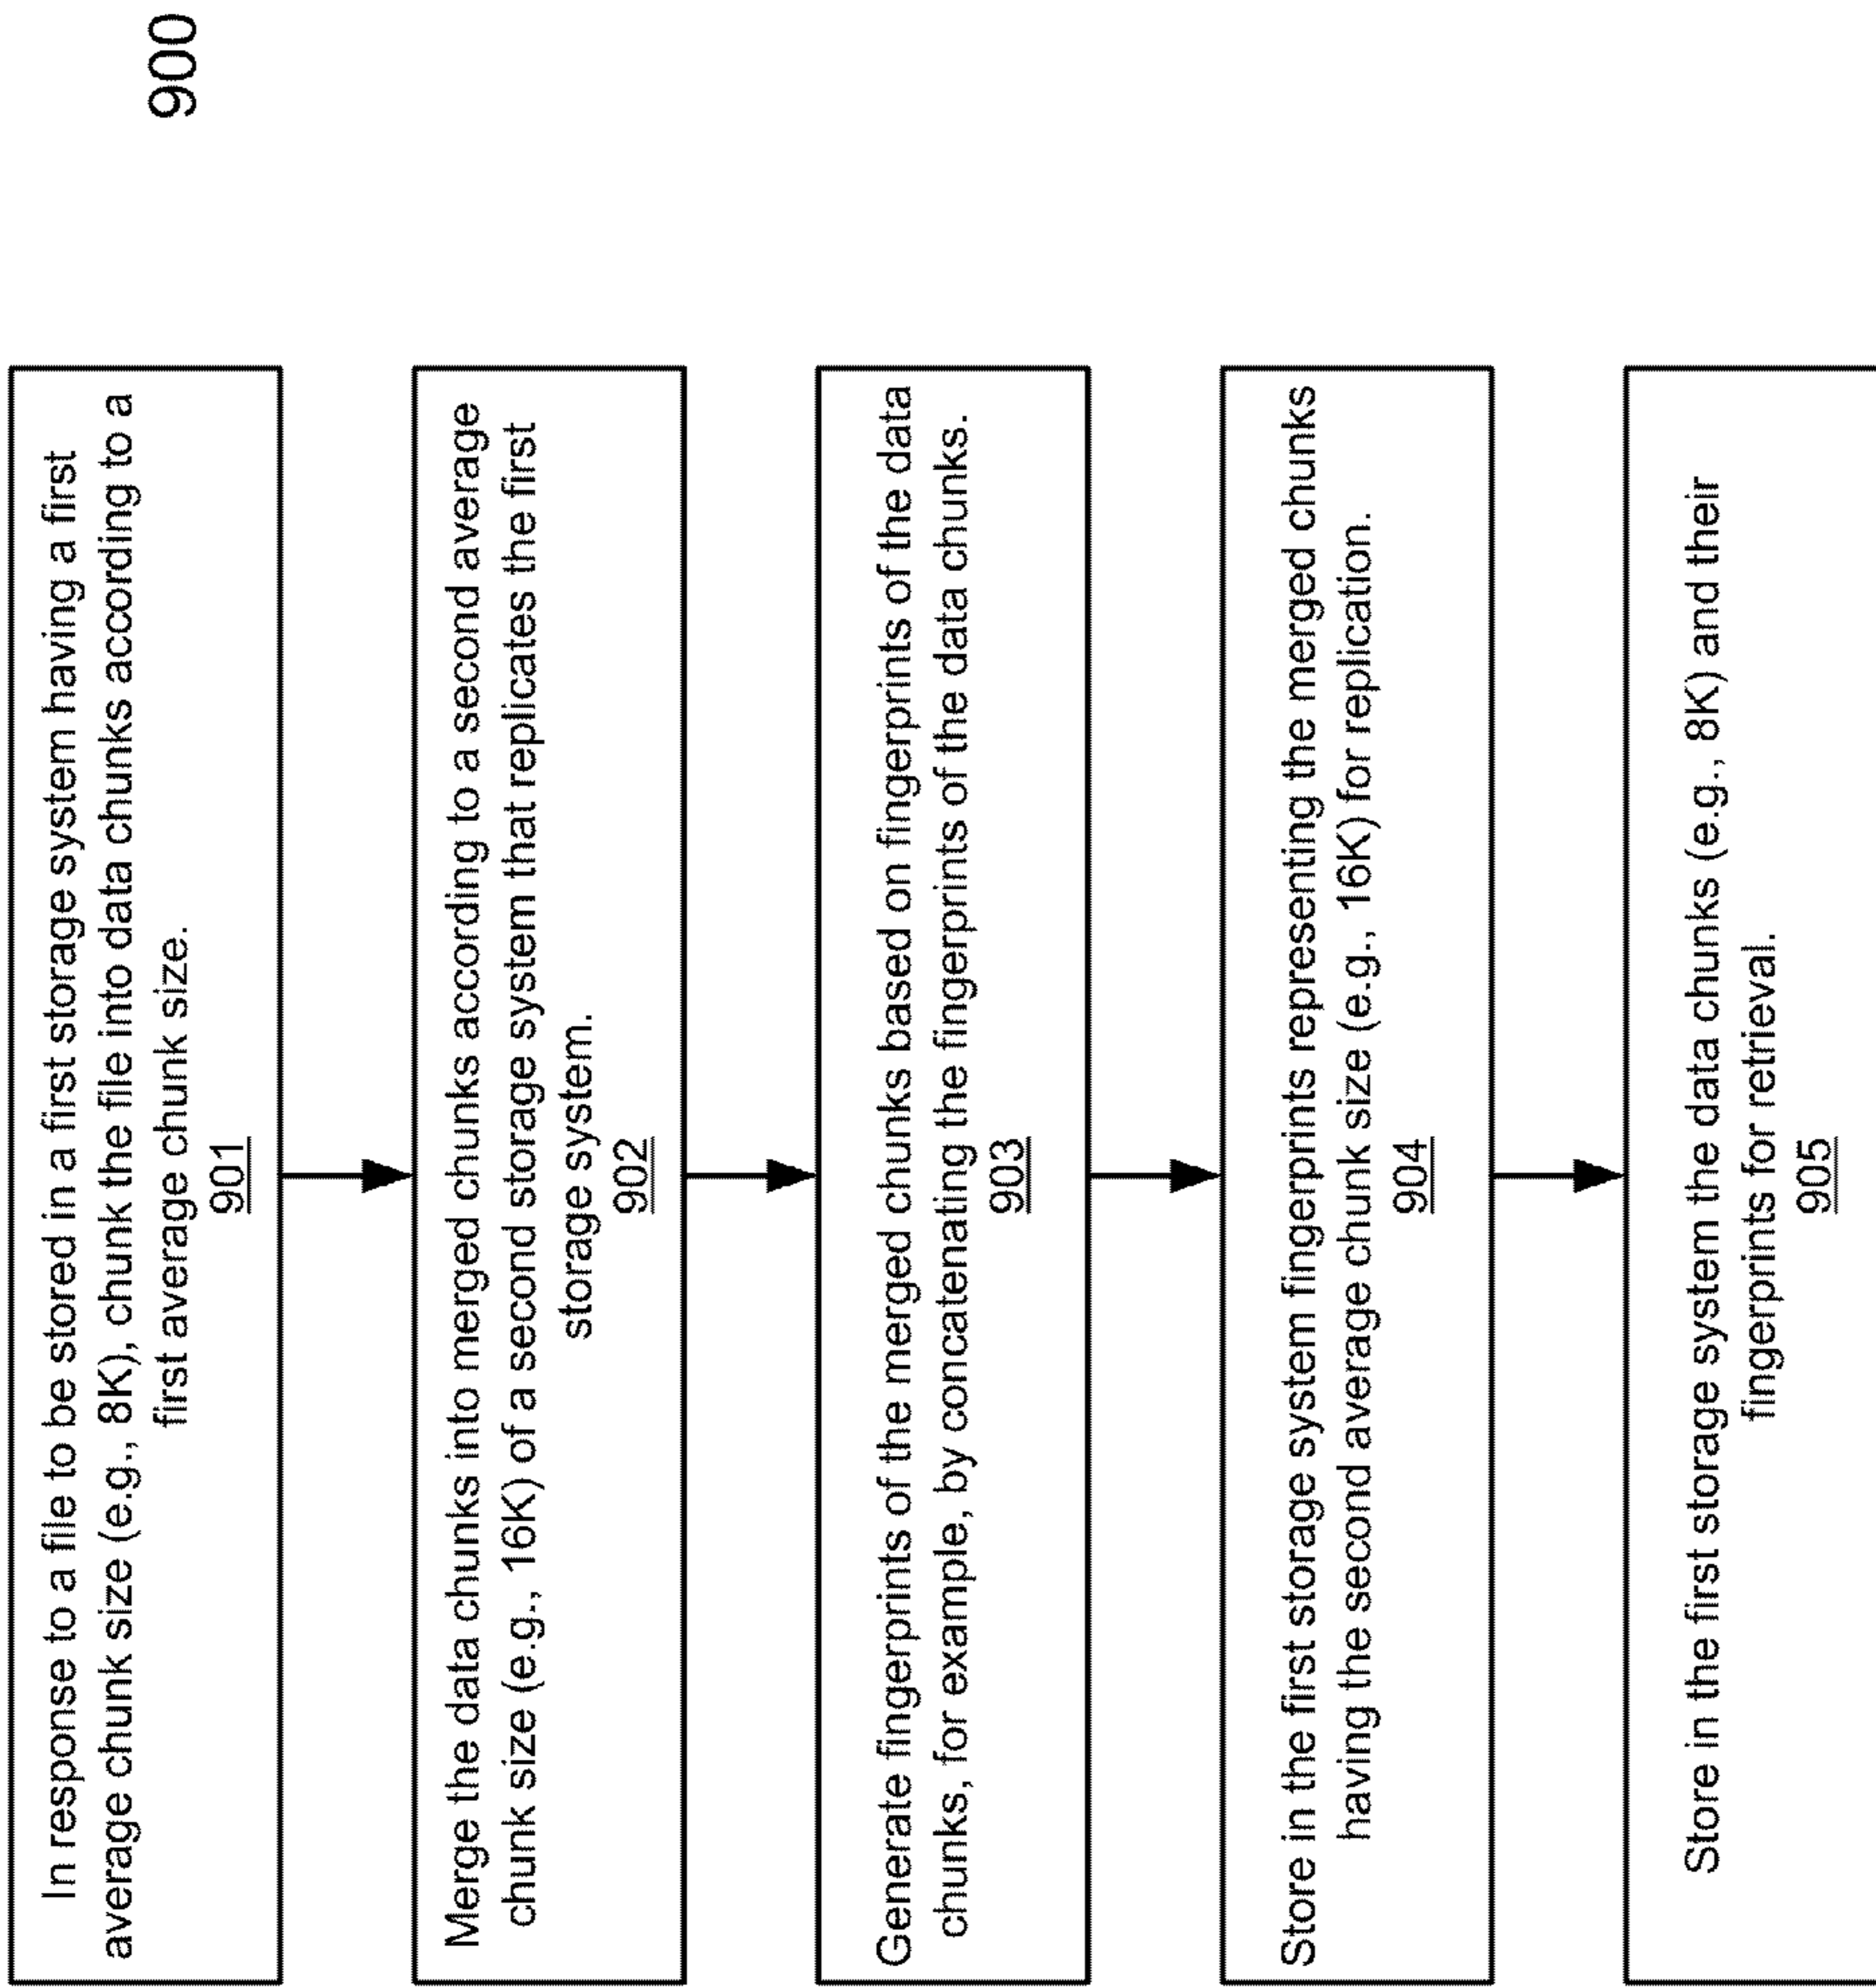 900
In response to a file to be stored in a first storage system having a first
average chunk size (e.g., 8K), chunk the file into data chunks according to a
first average chunk size.
901
Merge the data chunks into merged chunks according to a second average
chunk size (e.g., 16K) of a second storage system that replicates the first
storage system.
902
Generate fingerprints of the merged chunks based on fingerprints of the data
chunks, for example, by concatenating the fingerprints of the data chunks.
903
Store in the first storage system fingerprints representing the merged chunks
having the second average chunk size (e.g., 16K) for replication.
904
Store in the first storage system the data chunks (e.g., 8K) and their
fingerprints for retrieval.
905